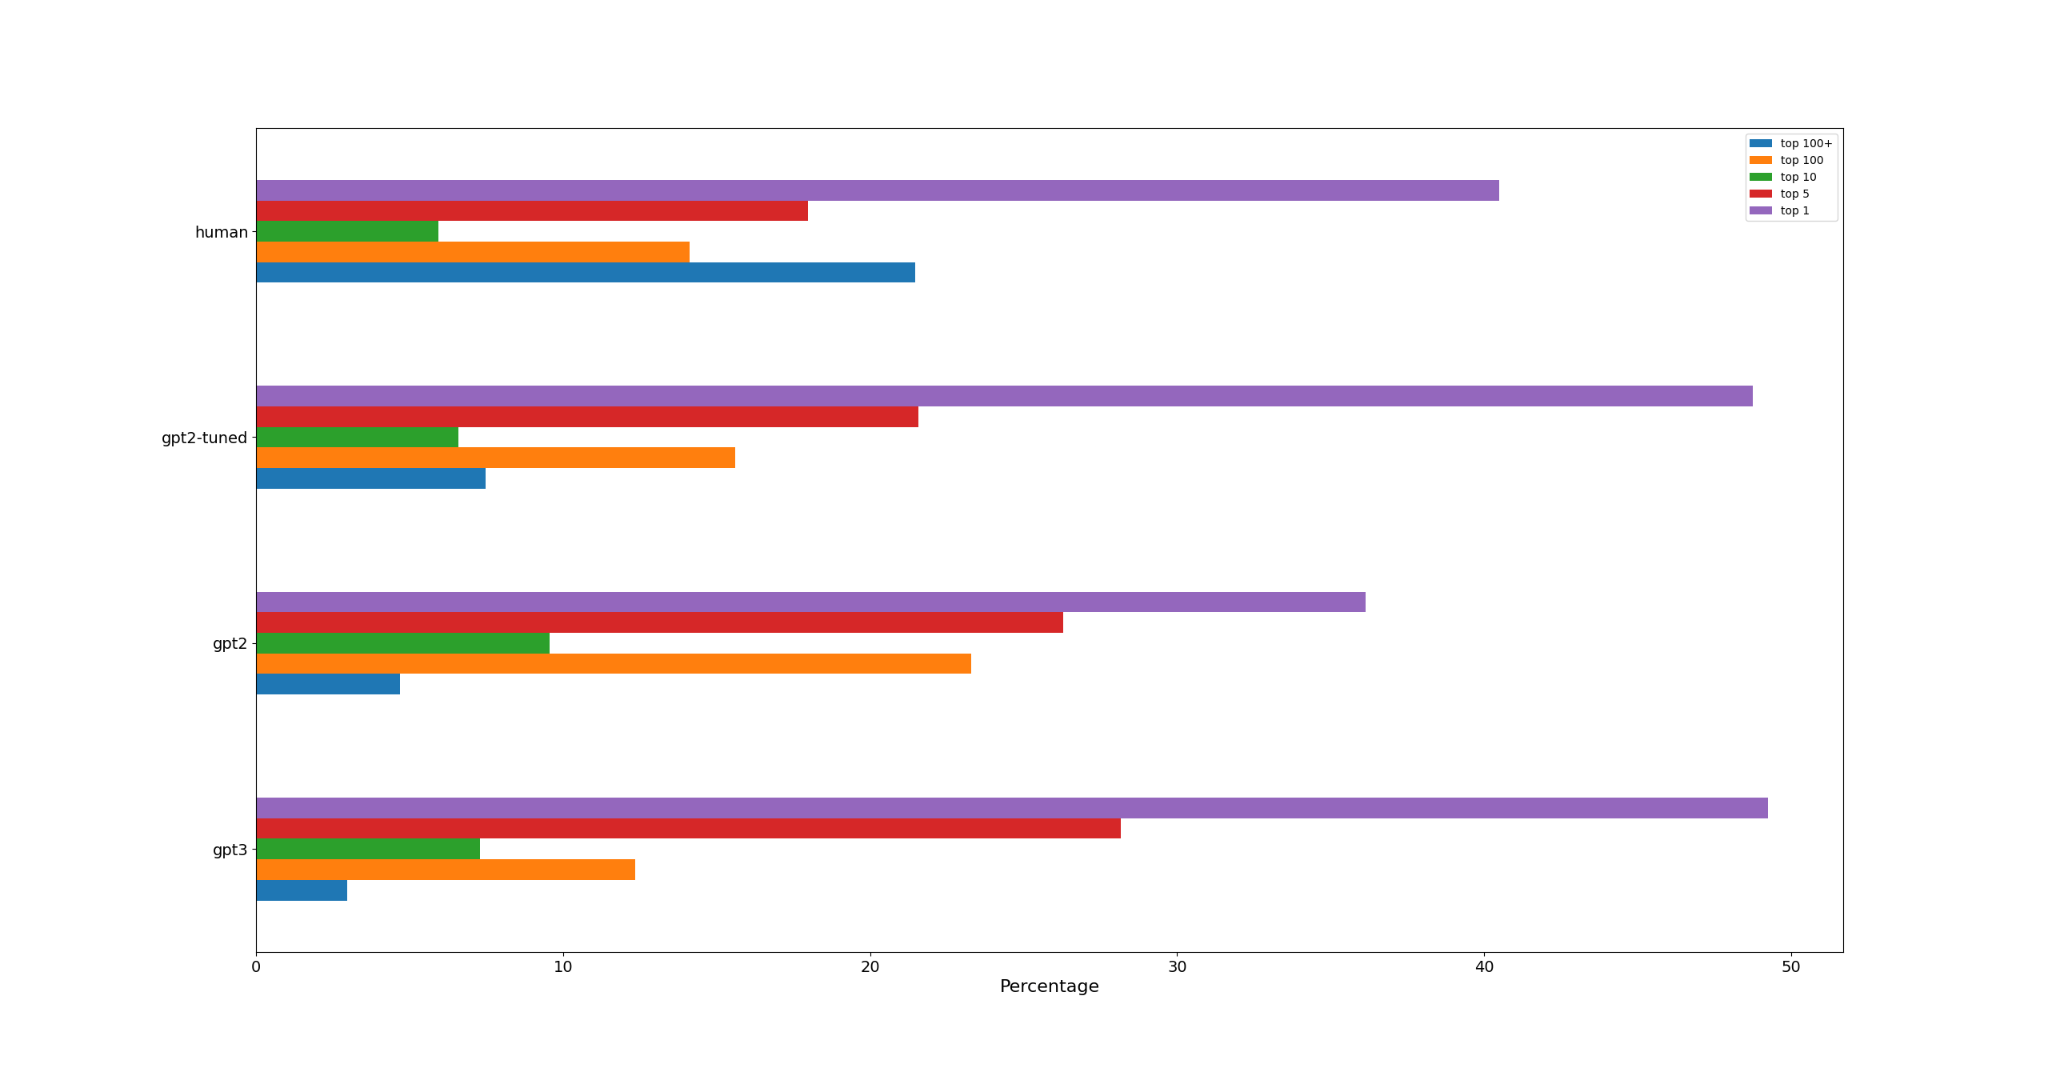 top 100+
top 100
top 10
top 5
top 1
human
gpt2-tuned
gpt2
gpt3
0 10 20 30 40 50
Percentage